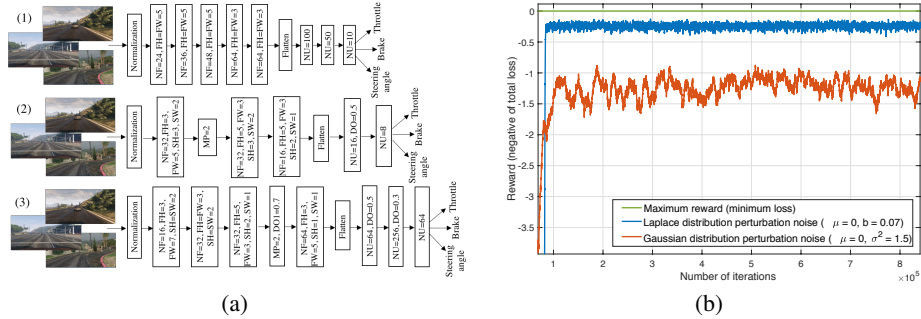 (1)
Normalization
NF=24, FH=FW=5
NF=36, FH=FW=5
NF=48, FH=FW=5
NF=64, FH=FW=3
NF=64, FH=FW=3
Flatten
NU=100
NU=50
NU=10
Throttle
Brake
Steering
angle
(2)
Normalization
NF=32, FH=3,
FW=5, SH=3, SW=2
MP=2
NF=32, FH=5, FW=3
SH=3, SW=2
NF=16, FH=5, FW=3
SH=2, SW=1
Flatten
NU=16, DO=0.5
NU=8
Throttle
Brake
Steering
angle
(3)
Normalization
NF=16, FH=3,
FW=7, SH=SW=2
NF=32, FH=FW=3,
SH=SW=2
NF=32, FH=5,
FW=3, SH=2, SW=1
MP=2, DO1=0.7
NF=64, FH=3,
FW=5, SH=1, SW=1
Flatten
NU=64, DO=0.5
NU=256, DO=0.3
NU=64
Throttle
Brake
Steering
angle
(a)
Reward (negative of total loss)
0
-0.5
-1
-1.5
-2
-2.5
-3
-3.5
Maximum reward (minimum loss)
Laplace distribution perturbation noise ( μ = 0, b = 0.07)
Gaussian distribution perturbation noise ( μ = 0, σ² = 1.5)
1 2 3 4 5 6 7 8
×10⁵
Number of iterations
(b)